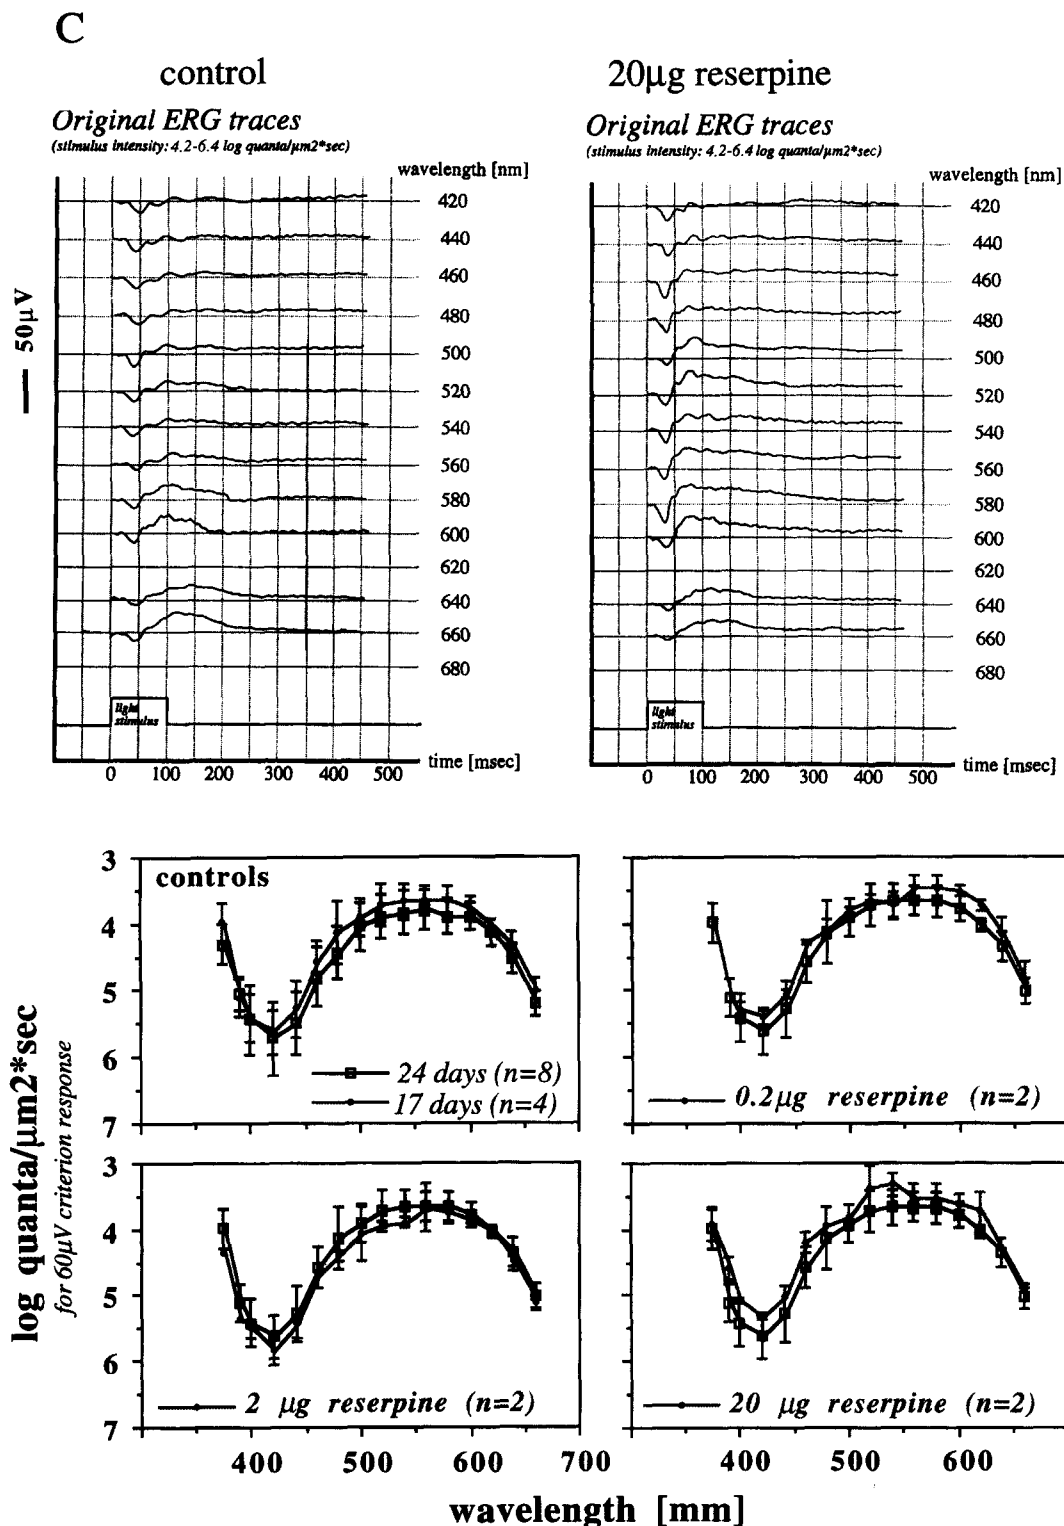 C
control
Original ERG traces
(stimulus intensity: 4.2-6.4 log quanta/µm2*sec)
wavelength [nm]
420
440
460
480
500
520
540
560
580
600
620
640
660
680
50µV
light
stimulus
0 100 200 300 400 500
time [msec]
20µg reserpine
Original ERG traces
(stimulus intensity: 4.2-6.4 log quanta/µm2*sec)
wavelength [nm]
420
440
460
480
500
520
540
560
580
600
620
640
660
680
light
stimulus
0 100 200 300 400 500
time [msec]
log quanta/µm2*sec
for 60µV criterion response
3
4
5
6
7
controls
24 days (n=8)
17 days (n=4)
0.2µg reserpine (n=2)
3
4
5
6
7
2 µg reserpine (n=2)
20 µg reserpine (n=2)
400 500 600 700
400 500 600
wavelength [mm]